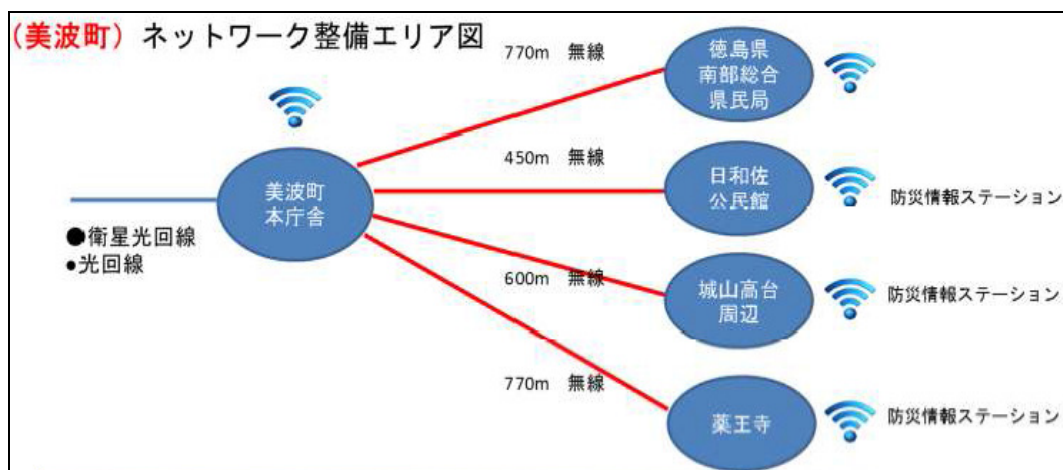 (美波町) ネットワーク整備エリア図
770m 無線
徳島県
南部総合
県民局
450m 無線
日和佐
公民館
防災情報ステーション
美波町
本庁舎
●衛星光回線
●光回線
600m 無線
城山高台
周辺
防災情報ステーション
770m 無線
薬王寺
防災情報ステーション